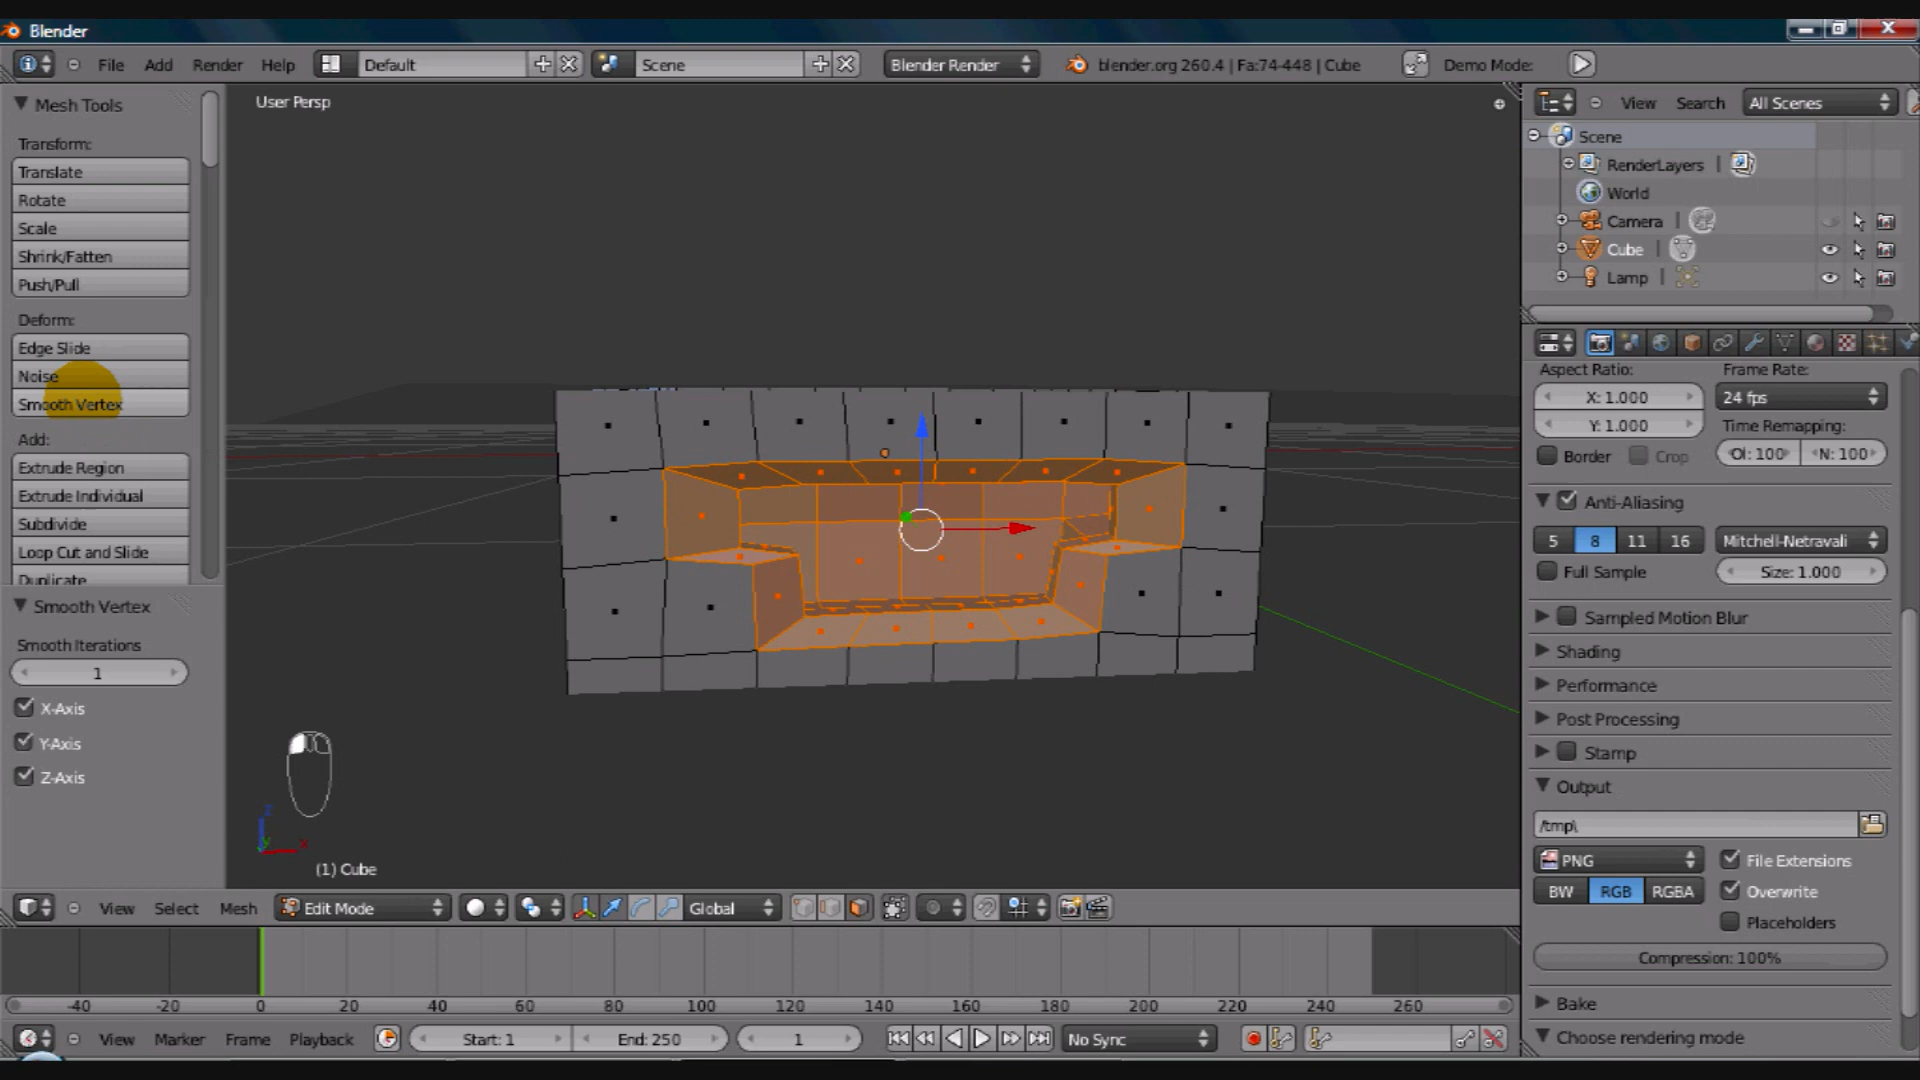 Blender
File Add Render Help Default Scene Blender Render blender.org 260.4 | Fa:74-448 | Cube Demo Mode:
Mesh Tools
Transform:
Translate
Rotate
Scale
Shrink/Fatten
Push/Pull
Deform:
Edge Slide
Noise
Smooth Vertex
Add:
Extrude Region
Extrude Individual
Subdivide
Loop Cut and Slide
Duplicate
Smooth Vertex
Smooth Iterations
1
X-Axis
Y-Axis
Z-Axis
User Persp
Z
X
(1) Cube
View Select Mesh Edit Mode Global
-40 -20 0 20 40 60 80 100 120 140 160 180 200 220 240 260
View Marker Frame Playback Start: 1 End: 250 1 No Sync
View Search All Scenes
Scene
RenderLayers |
World
Camera |
Cube |
Lamp |
Aspect Ratio: Frame Rate:
X: 1.000 24 fps
Y: 1.000 Time Remapping:
Border Crop N: 100
Anti-Aliasing
5 8 11 16 Mitchell-Netravali
Full Sample Size: 1.000
Sampled Motion Blur
Shading
Performance
Post Processing
Stamp
Output
/tmp\
PNG File Extensions
BW RGB RGBA Overwrite
Placeholders
Compression: 100%
Bake
Choose rendering mode